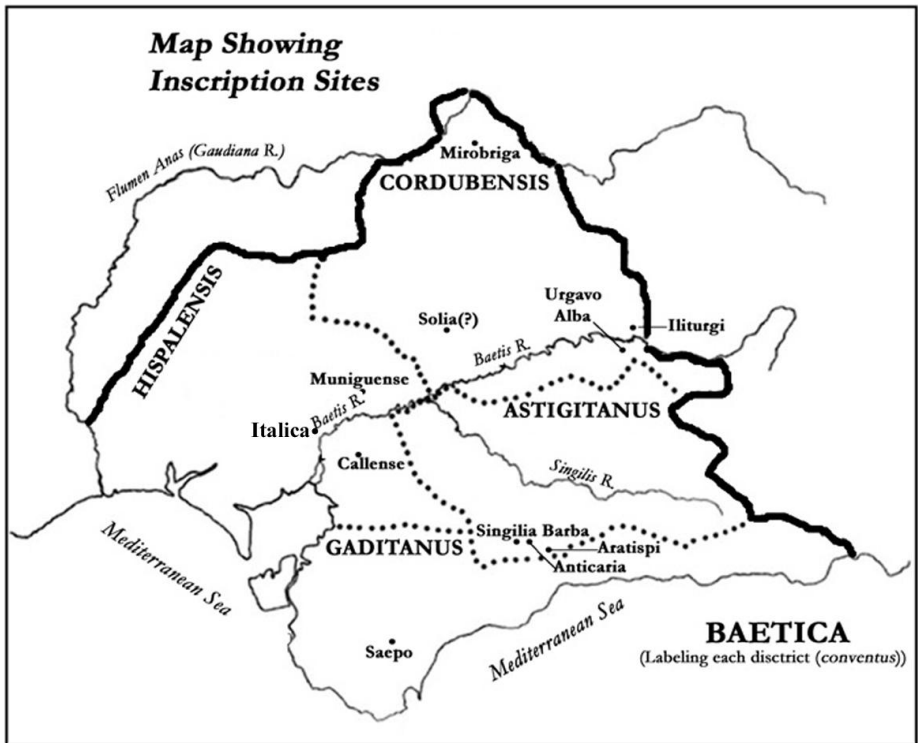 Map Showing
Inscription Sites
Flumen Anas (Gaudiana R.)
Mirobriga
CORDUBENSIS
HISPALENSIS
Urgavo
Alba
Iliturgi
Solia(?)
Baetis R.
Muniguense
ASTIGITANUS
Italica
Baetis R.
Callense
Singilis R.
Mediterranean Sea
GADITANUS
Singilia Barba
Aratispi
Anticaria
Saepo
Mediterranean Sea
BAETICA
(Labeling each disctrict (conventus))